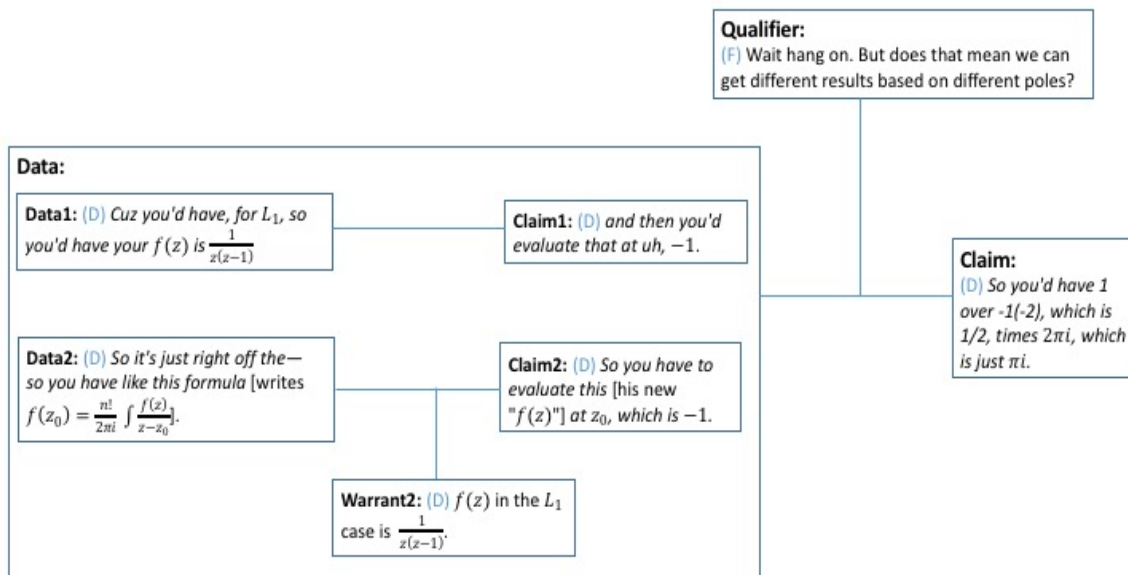 Qualifier:
(F) Wait hang on. But does that mean we can
get different results based on different poles?
Data:
Data1: (D) Cuz you'd have, for L₁, so
you'd have your f(z) is 1/z(z−1)
Claim1: (D) and then you'd
evaluate that at uh, −1.
Claim:
(D) So you'd have 1
over -1(-2), which is
1/2, times 2πi, which
is just πi.
Data2: (D) So it's just right off the—
so you have like this formula [writes
f(z₀) = n!/2πi ∫ f(z)/z−z₀].
Claim2: (D) So you have to
evaluate this [his new
"f(z)"] at z₀, which is −1.
Warrant2: (D) f(z) in the L₁
case is 1/z(z−1).